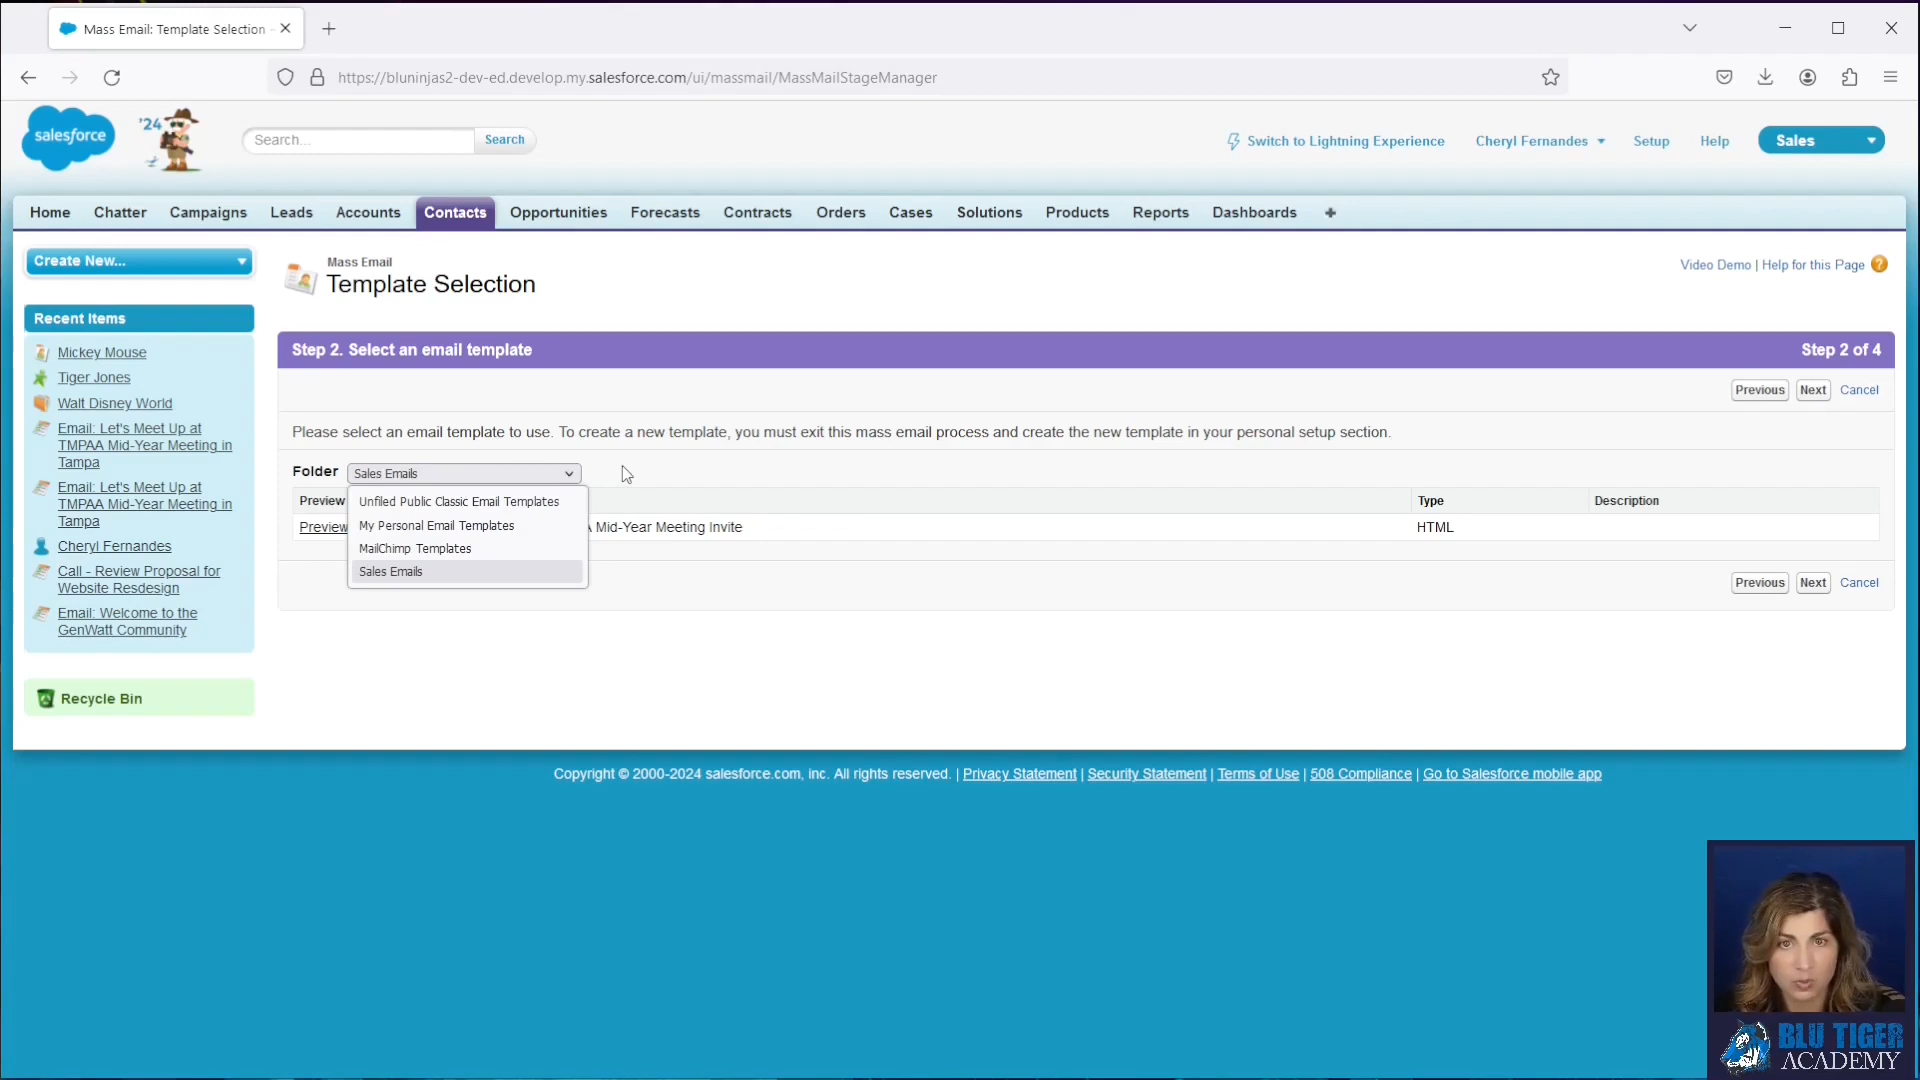 Mass Email: Template Selection -
https://bluninjas2-dev-ed.develop.my.salesforce.com/ui/massmail/MassMailStageManager
salesforce
'24
Search...
Search
Switch to Lightning Experience
Cheryl Fernandes
Setup
Help
Sales
Home
Chatter
Campaigns
Leads
Accounts
Contacts
Opportunities
Forecasts
Contracts
Orders
Cases
Solutions
Products
Reports
Dashboards
Create New...
Recent Items
Mickey Mouse
Tiger Jones
Walt Disney World
Email: Let's Meet Up at
TMPAA Mid-Year Meeting in
Tampa
Email: Let's Meet Up at
TMPAA Mid-Year Meeting in
Tampa
Cheryl Fernandes
Call - Review Proposal for
Website Resdesign
Email: Welcome to the
GenWatt Community
Recycle Bin
Mass Email
Template Selection
Video Demo | Help for this Page ?
Step 2. Select an email template
Step 2 of 4
Previous
Next
Cancel
Please select an email template to use. To create a new template, you must exit this mass email process and create the new template in your personal setup section.
Folder
Sales Emails
Unfiled Public Classic Email Templates
My Personal Email Templates
MailChimp Templates
Sales Emails
Preview
Type
Description
Preview
Mid-Year Meeting Invite
HTML
Previous
Next
Cancel
Copyright © 2000-2024 salesforce.com, inc. All rights reserved. | Privacy Statement | Security Statement | Terms of Use | 508 Compliance | Go to Salesforce mobile app
BLU TIGER
ACADEMY